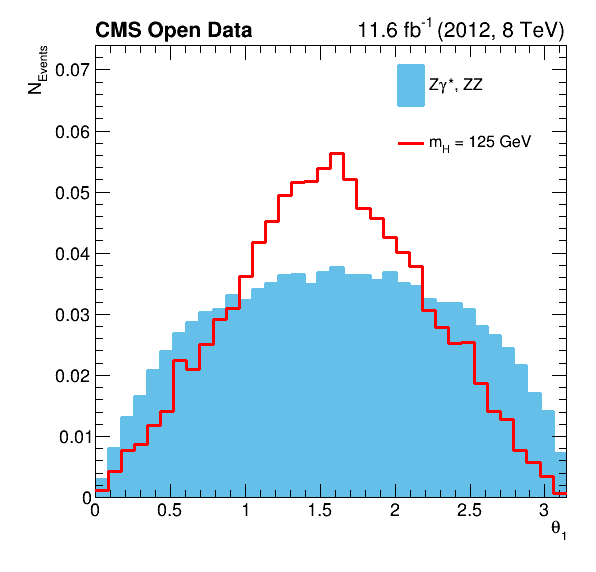 CMS Open Data 11.6 fb-1 (2012, 8 TeV)
NEvents
0.07
0.06
0.05
0.04
0.03
0.02
0.01
0
Zγ*, ZZ
mH = 125 GeV
0 0.5 1 1.5 2 2.5 3
θ1